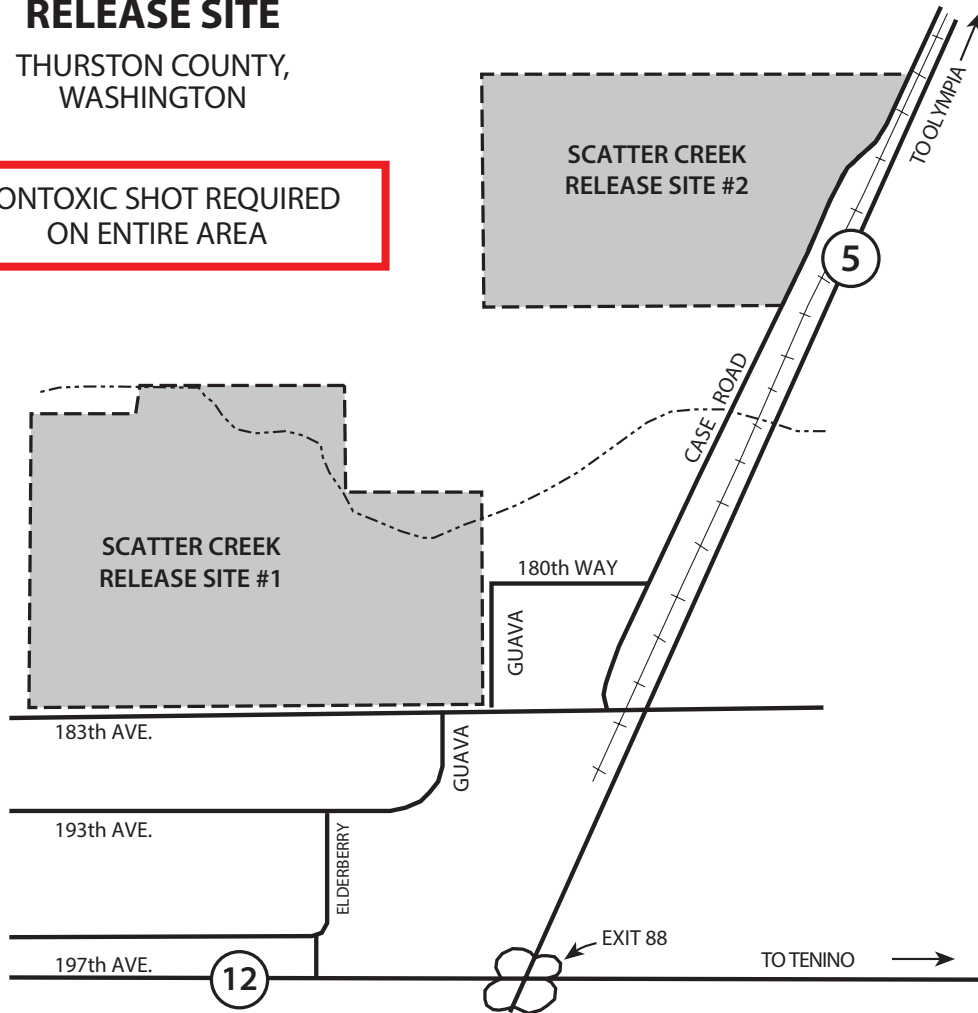 RELEASE SITE
THURSTON COUNTY,
WASHINGTON
ONTOXIC SHOT REQUIRED
ON ENTIRE AREA
SCATTER CREEK
RELEASE SITE #2
TO OLYMPIA
5
CASE ROAD
SCATTER CREEK
RELEASE SITE #1
180th WAY
GUAVA
183th AVE.
GUAVA
193th AVE.
ELDERBERRY
EXIT 88
197th AVE.
12
TO TENINO